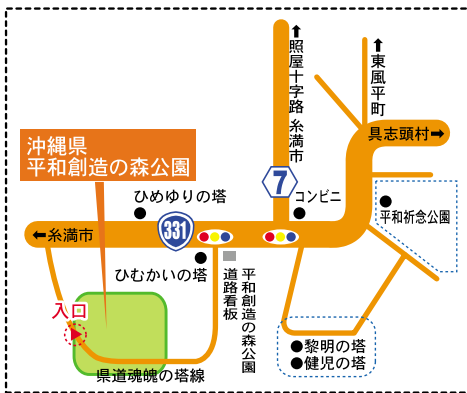 ↑照屋十字路 糸満市
↑東風平町
具志頭村➡
沖縄県
平和創造の森公園
7
コンビニ
ひめゆりの塔
平和祈念公園
⬅糸満市
331
ひむかいの塔
平和創造の森公園
道路看板
入口
黎明の塔
健児の塔
県道魂魄の塔線